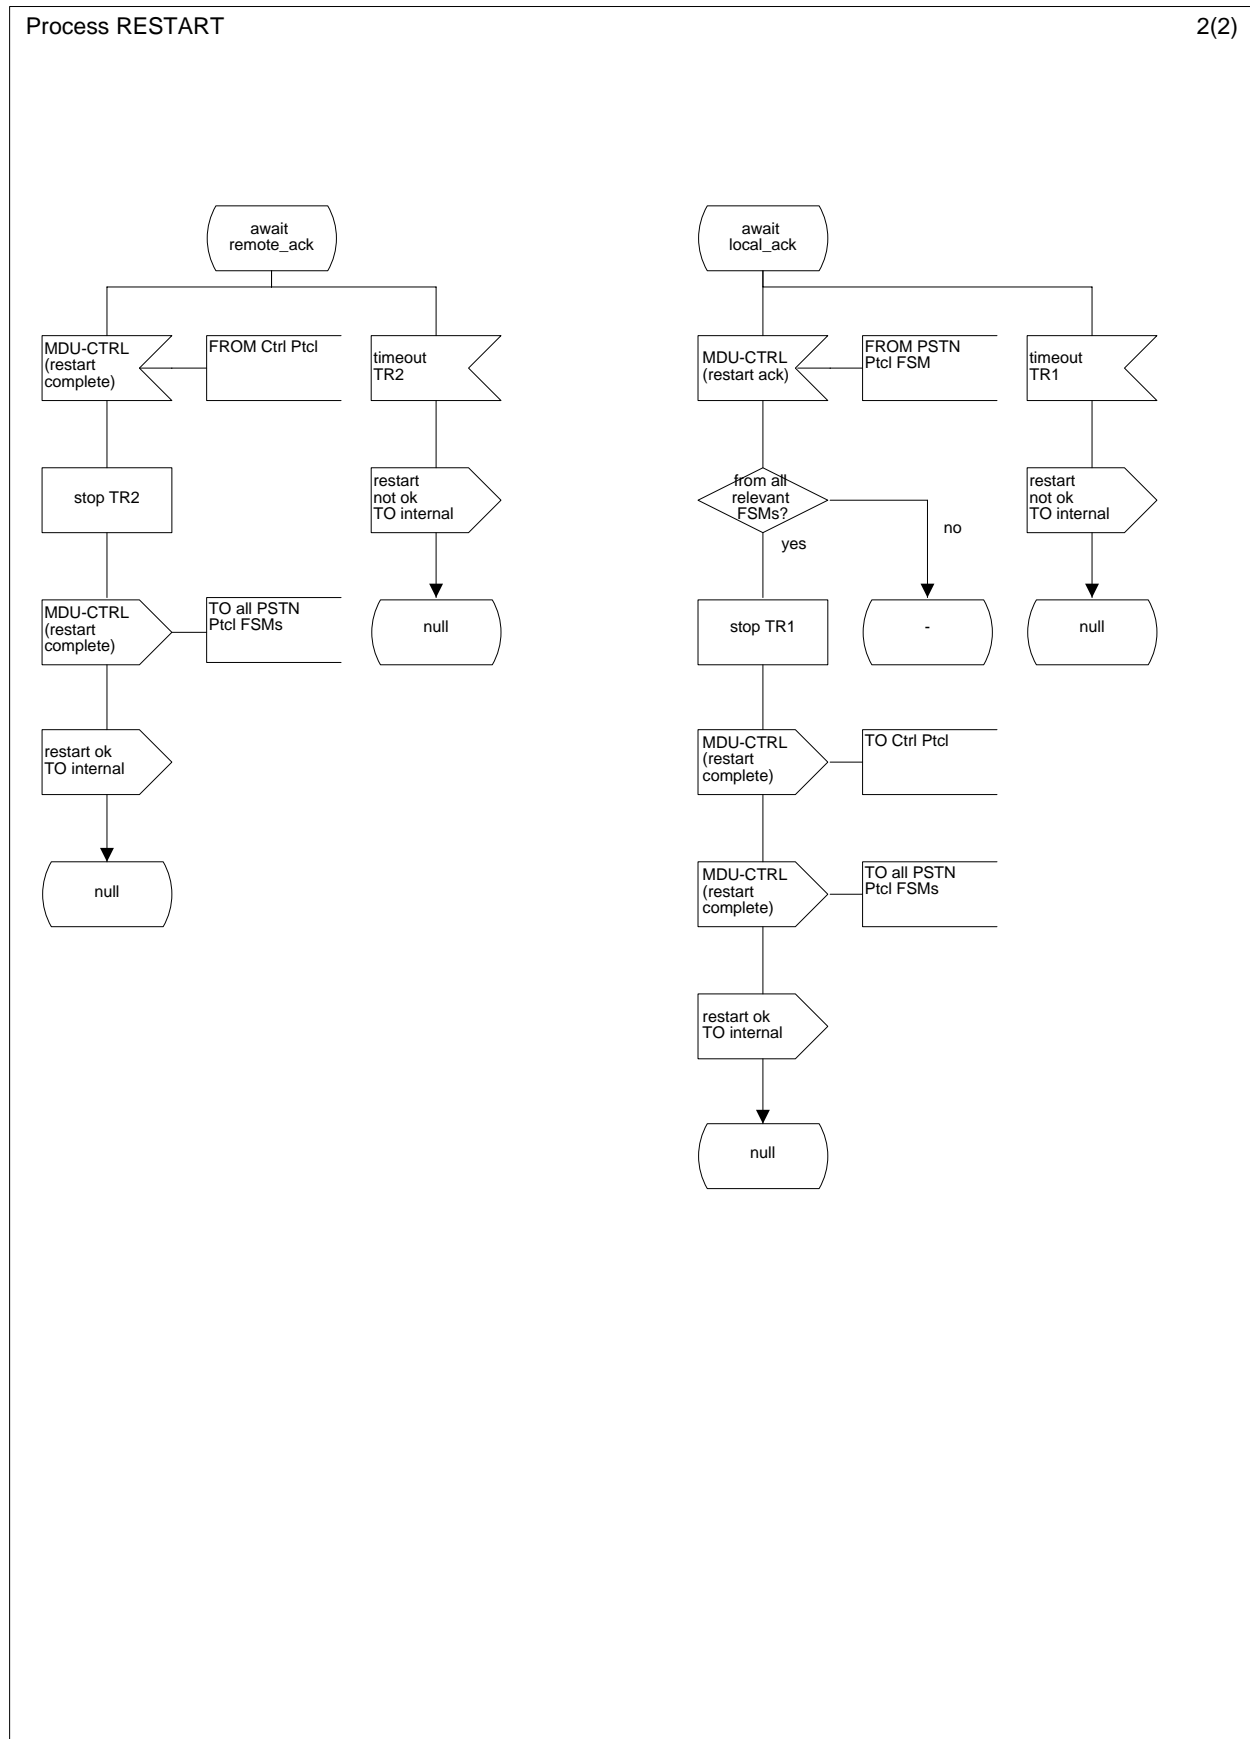 Process RESTART
2(2)
await
remote_ack
MDU-CTRL
(restart
complete)
FROM Ctrl Ptcl
timeout
TR2
stop TR2
restart
not ok
TO internal
MDU-CTRL
(restart
complete)
TO all PSTN
Ptcl FSMs
null
restart ok
TO internal
null
await
local_ack
MDU-CTRL
(restart ack)
FROM PSTN
Ptcl FSM
timeout
TR1
from all
relevant
FSMs?
yes
no
restart
not ok
TO internal
stop TR1
-
null
MDU-CTRL
(restart
complete)
TO Ctrl Ptcl
MDU-CTRL
(restart
complete)
TO all PSTN
Ptcl FSMs
restart ok
TO internal
null